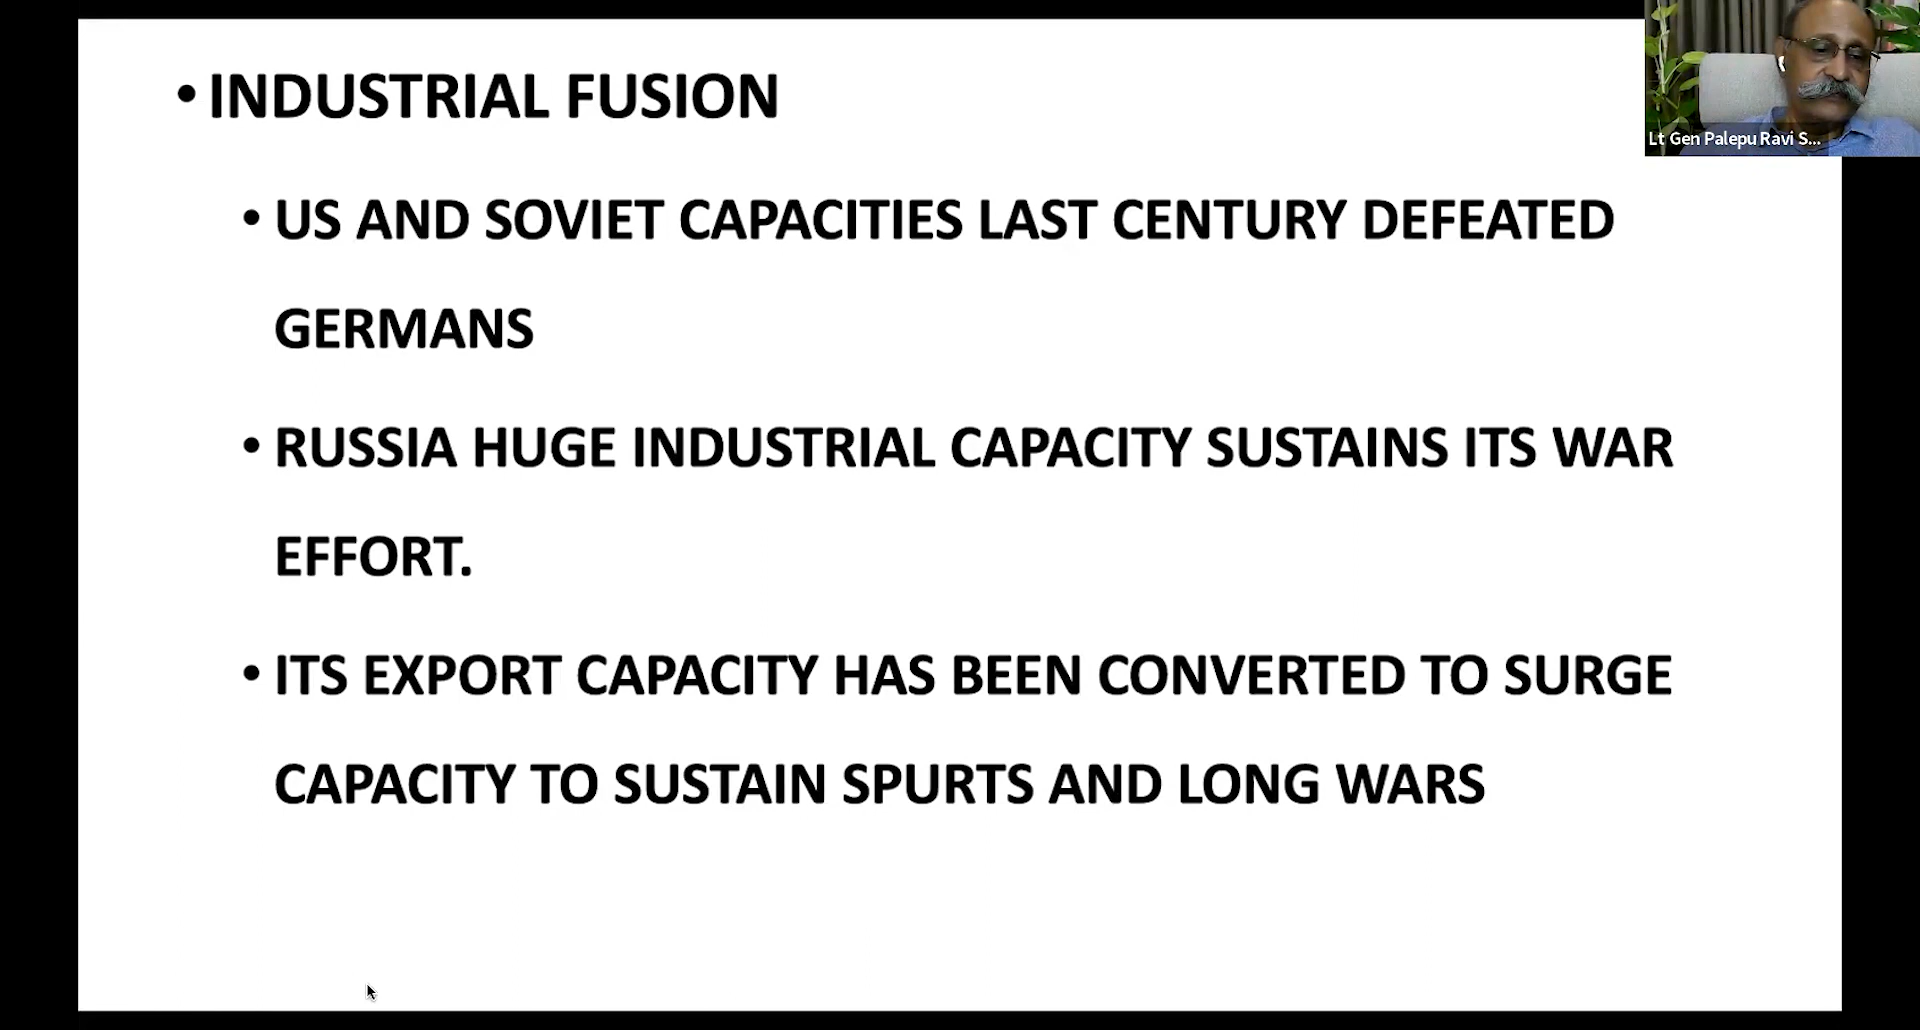 • INDUSTRIAL FUSION
• US AND SOVIET CAPACITIES LAST CENTURY DEFEATED
GERMANS
• RUSSIA HUGE INDUSTRIAL CAPACITY SUSTAINS ITS WAR
EFFORT.
• ITS EXPORT CAPACITY HAS BEEN CONVERTED TO SURGE
CAPACITY TO SUSTAIN SPURTS AND LONG WARS
Lt Gen Palepu Ravi S...